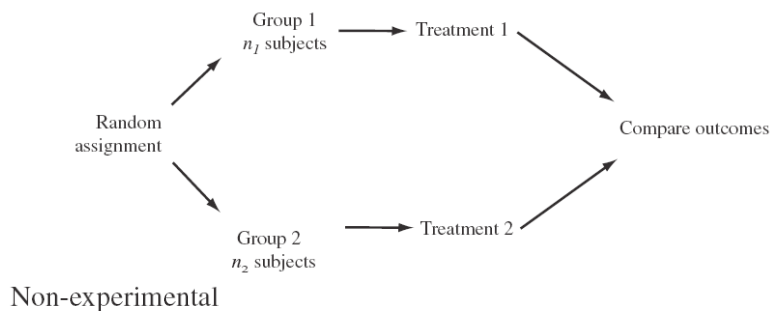 Group 1
n₁ subjects
Treatment 1
Random
assignment
Compare outcomes
Group 2
n₂ subjects
Treatment 2
Non-experimental